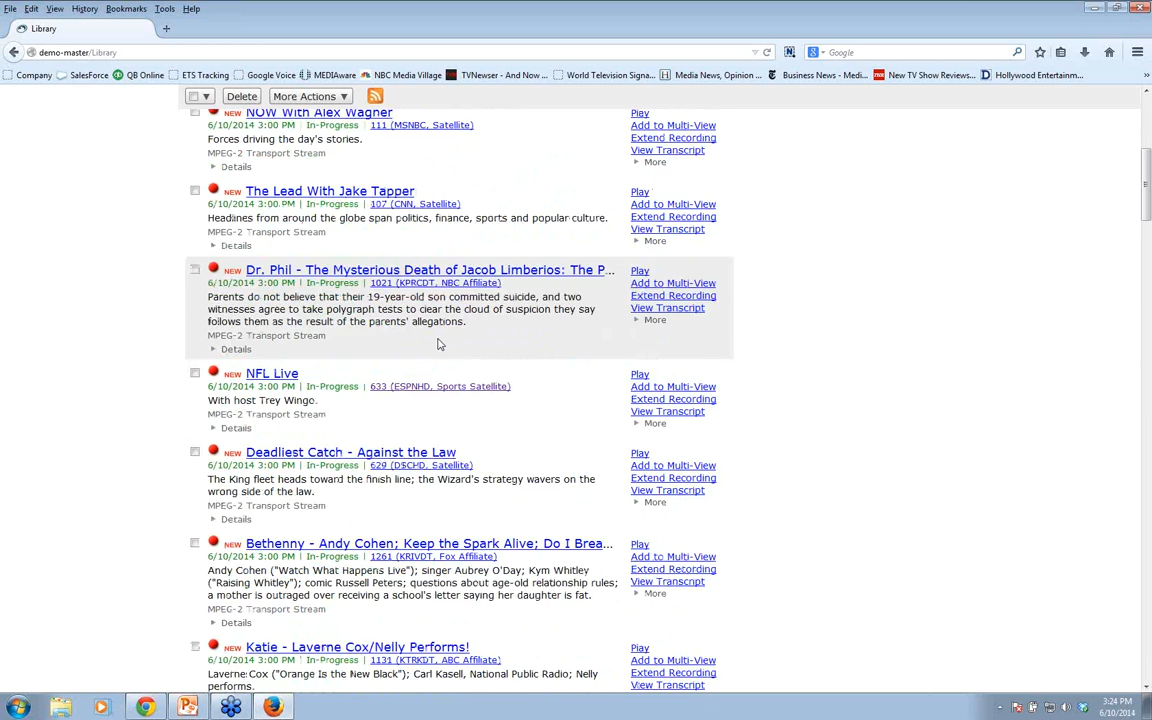 File Edit View History Bookmarks Tools Help
Library
demo-master/Library
Google
Company SalesForce QB Online ETS Tracking Google Voice MEDIAware NBC Media Village TVNewser - And Now ... World Television Signa... Media News, Opinion ... Business News - Medi... New TV Show Reviews... Hollywood Entertainm...
Delete More Actions
NEW NOW With Alex Wagner Play
6/10/2014 3:00 PM | In-Progress | 111 (MSNBC, Satellite) Add to Multi-View
Forces driving the day's stories. Extend Recording
MPEG-2 Transport Stream View Transcript
Details More
NEW The Lead With Jake Tapper Play
6/10/2014 3:00 PM | In-Progress | 107 (CNN, Satellite) Add to Multi-View
Headlines from around the globe span politics, finance, sports and popular culture. Extend Recording
MPEG-2 Transport Stream View Transcript
Details More
NEW Dr. Phil - The Mysterious Death of Jacob Limberios: The P... Play
6/10/2014 3:00 PM | In-Progress | 1021 (KPRCDT, NBC Affiliate) Add to Multi-View
Parents do not believe that their 19-year-old son committed suicide, and two Extend Recording
witnesses agree to take polygraph tests to clear the cloud of suspicion they say View Transcript
follows them as the result of the parents' allegations. More
MPEG-2 Transport Stream
Details
NEW NFL Live Play
6/10/2014 3:00 PM | In-Progress | 633 (ESPNHD, Sports Satellite) Add to Multi-View
With host Trey Wingo. Extend Recording
MPEG-2 Transport Stream View Transcript
Details More
NEW Deadliest Catch - Against the Law Play
6/10/2014 3:00 PM | In-Progress | 629 (DSCHD, Satellite) Add to Multi-View
The King fleet heads toward the finish line; the Wizard's strategy wavers on the Extend Recording
wrong side of the law. View Transcript
MPEG-2 Transport Stream More
Details
NEW Bethenny - Andy Cohen; Keep the Spark Alive; Do I Brea... Play
6/10/2014 3:00 PM | In-Progress | 1261 (KRIVDT, Fox Affiliate) Add to Multi-View
Andy Cohen ("Watch What Happens Live"); singer Aubrey O'Day; Kym Whitley Extend Recording
("Raising Whitley"); comic Russell Peters; questions about age-old relationship rules; View Transcript
a mother is outraged over receiving a school's letter saying her daughter is fat. More
MPEG-2 Transport Stream
Details
NEW Katie - Laverne Cox/Nelly Performs! Play
6/10/2014 3:00 PM | In-Progress | 1131 (KTRKDT, ABC Affiliate) Add to Multi-View
Laverne Cox ("Orange Is the New Black"); Carl Kasell, National Public Radio; Nelly Extend Recording
performs. View Transcript
3:24 PM
6/10/2014